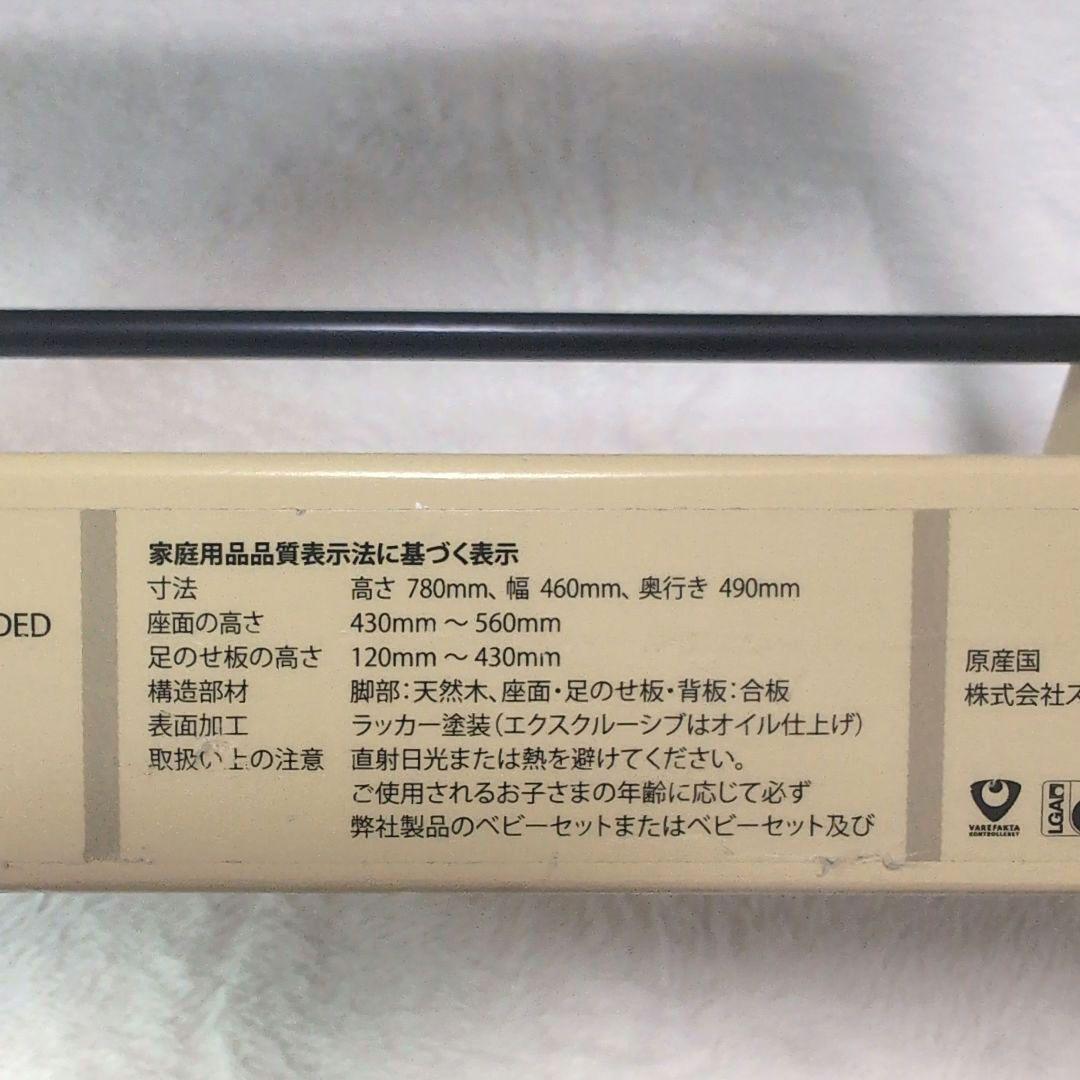 DED
家庭用品品質表示法に基づく表示
寸法 高さ 780mm、幅 460mm、奥行き 490mm
座面の高さ 430mm ～ 560mm
足のせ板の高さ 120mm ～ 430mm
構造部材 脚部：天然木、座面・足のせ板・背板：合板
表面加工 ラッカー塗装（エクスクルーシブはオイル仕上げ）
取扱い上の注意 直射日光または熱を避けてください。
ご使用されるお子さまの年齢に応じて必ず
弊社製品のベビーセットまたはベビーセット及び
原産国
株式会社ス
VAREFAKTA
KONTROLLERET
LGA